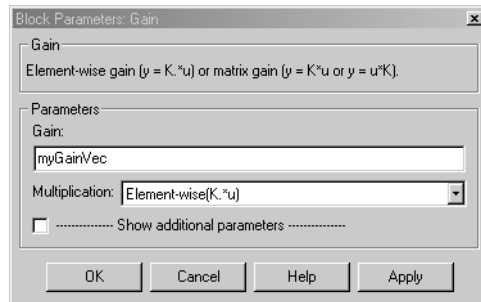 Block Parameters: Gain
Gain
Element-wise gain (y = K.*u) or matrix gain (y = K*u or y = u*K).
Parameters
Gain:
myGainVec
Multiplication: Element-wise(K.*u)
-------------- Show additional parameters --------------
OK Cancel Help Apply